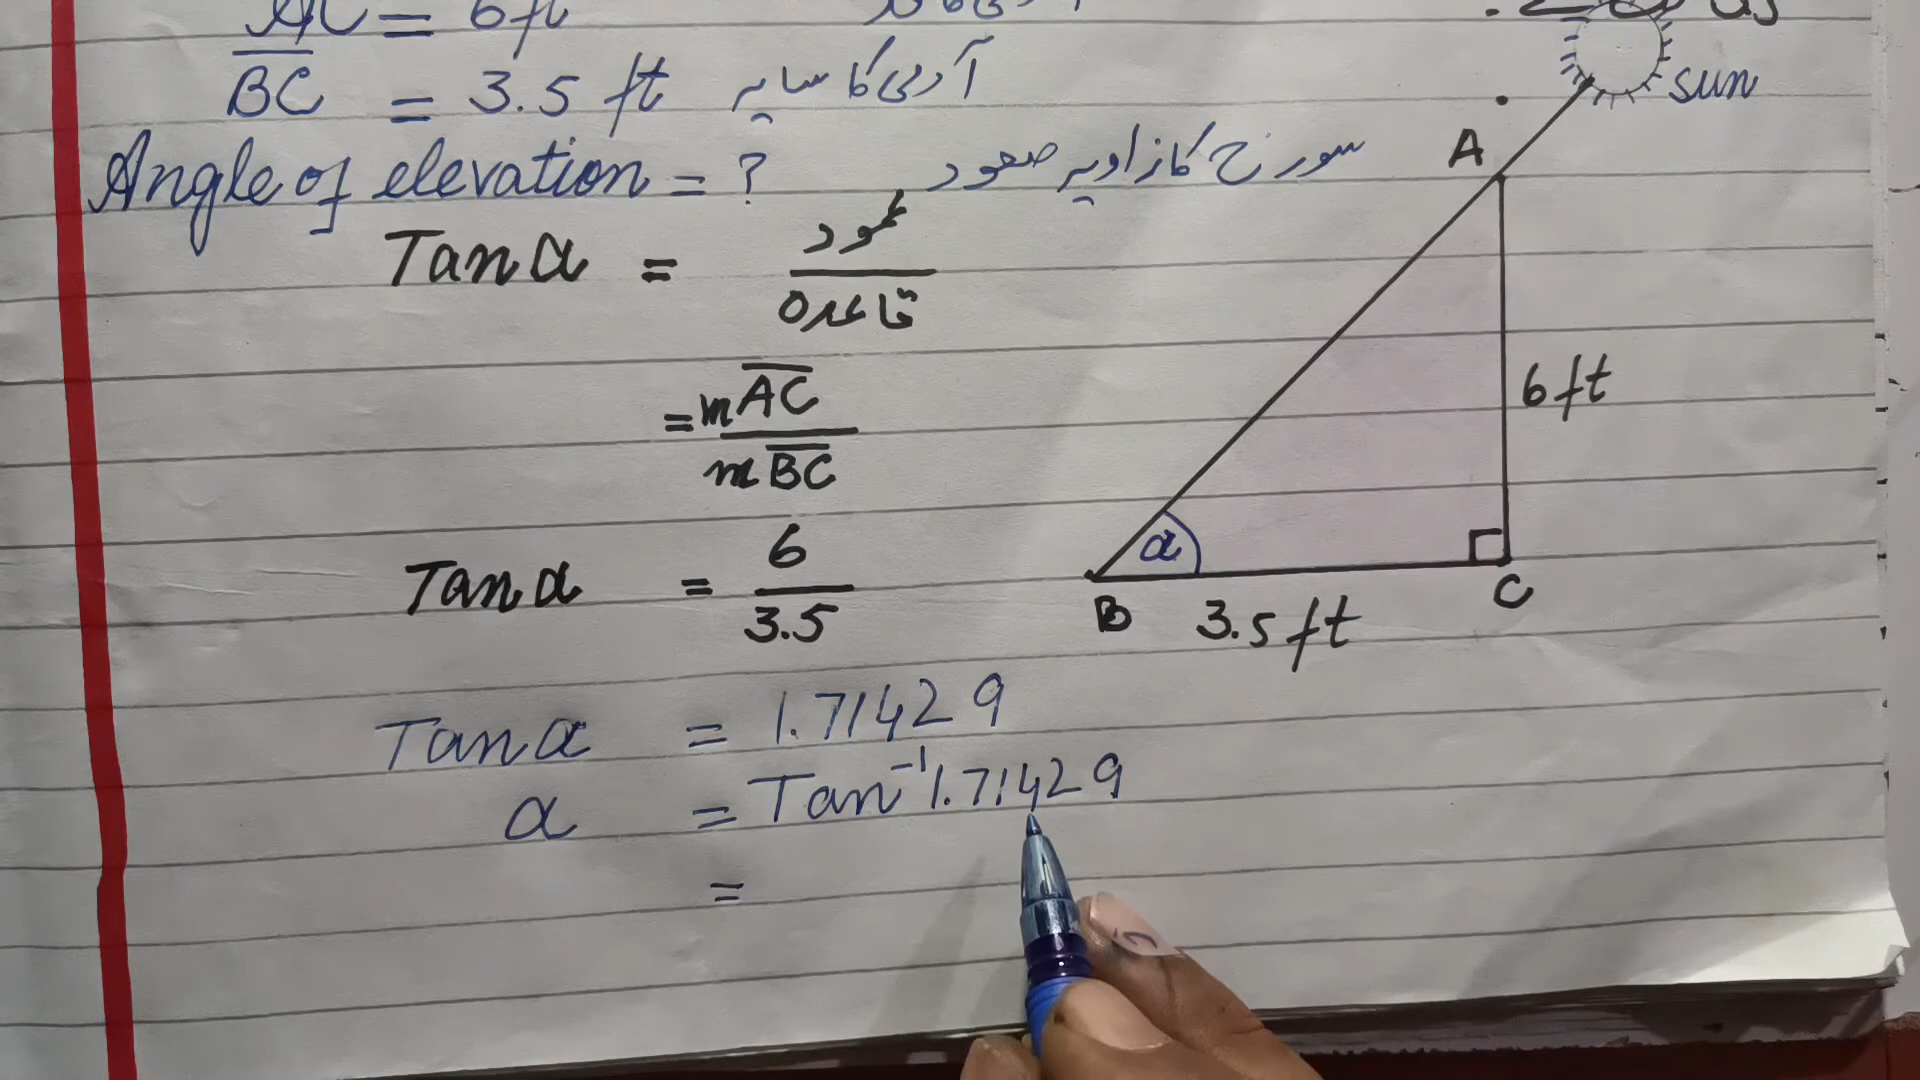 AC = 6 ft
BC = 3.5 ft آدمی کا سایہ
Angle of elevation = ? سورج کا زاویہ صعود
Tan α = عمود / قاعدہ
= mAC / mBC
Tan α = 6 / 3.5
Tan α = 1.71429
α = Tan⁻¹ 1.71429
=
sun
A
6 ft
α
B 3.5 ft C